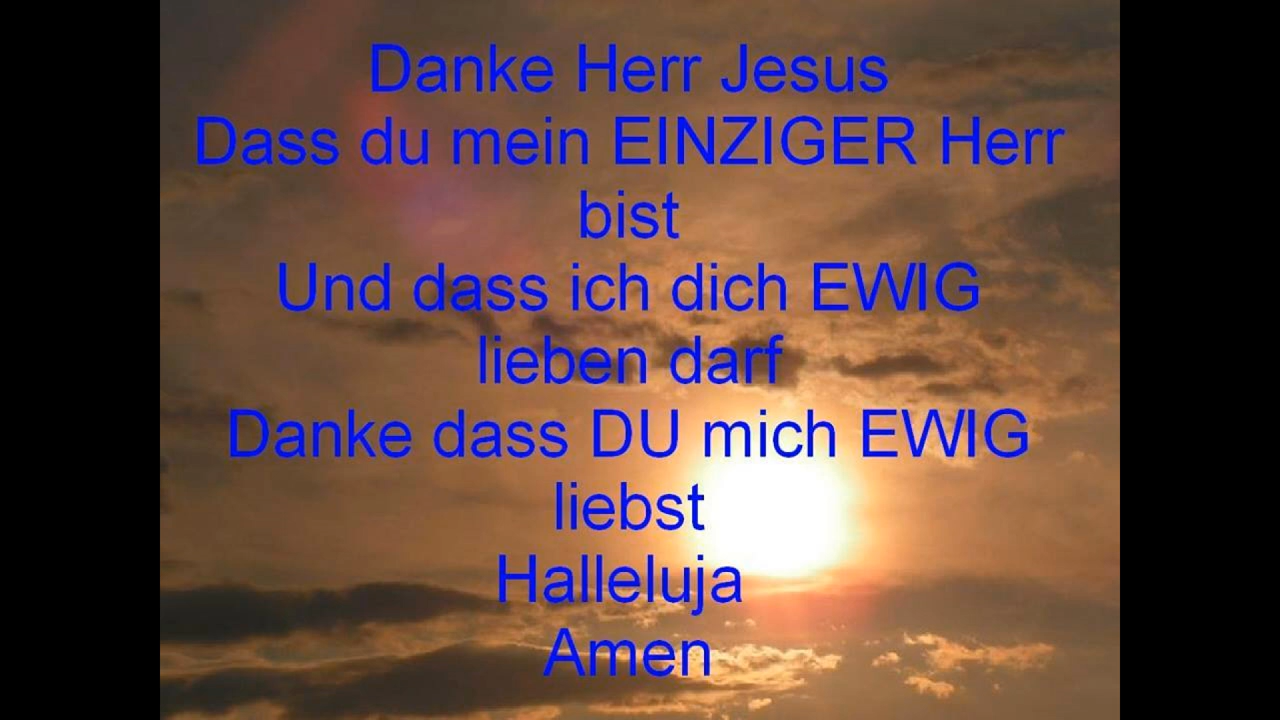 Danke Herr Jesus
Dass du mein EINZIGER Herr
bist
Und dass ich dich EWIG
lieben darf
Danke dass DU mich EWIG
liebst
Halleluja
Amen